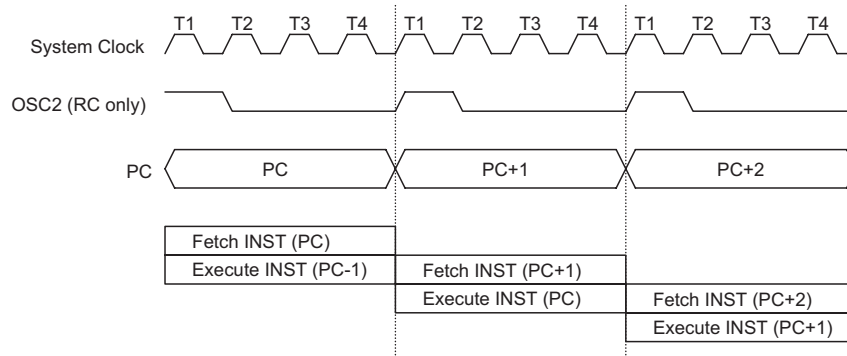 T1 T2 T3 T4 T1 T2 T3 T4 T1 T2 T3 T4
System Clock
OSC2 (RC only)
PC PC PC+1 PC+2
Fetch INST (PC)
Execute INST (PC-1) Fetch INST (PC+1)
Execute INST (PC) Fetch INST (PC+2)
Execute INST (PC+1)